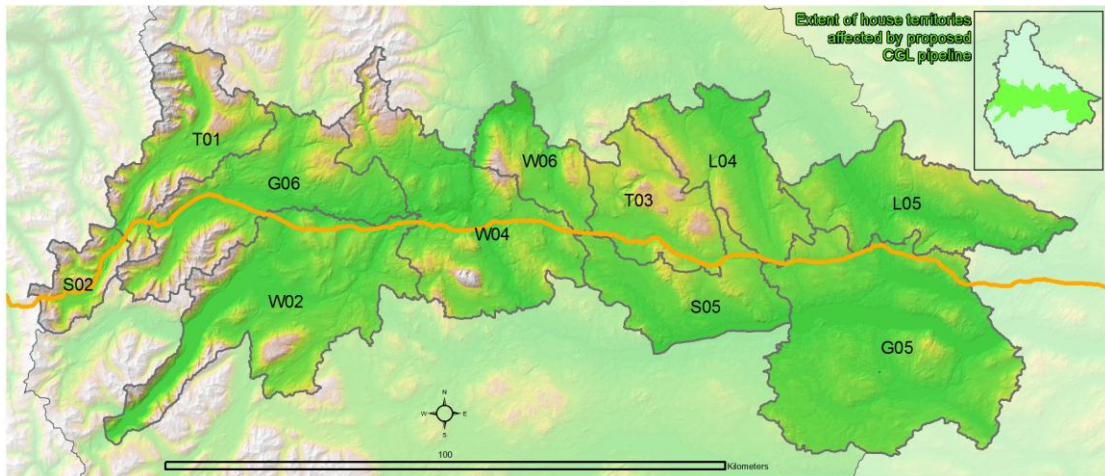 Extent of house territories
affected by proposed
CGL pipeline
T01
W06
L04
G06
T03
L05
W04
S02
W02
S05
G05
N
W E
S
100
Kilometers